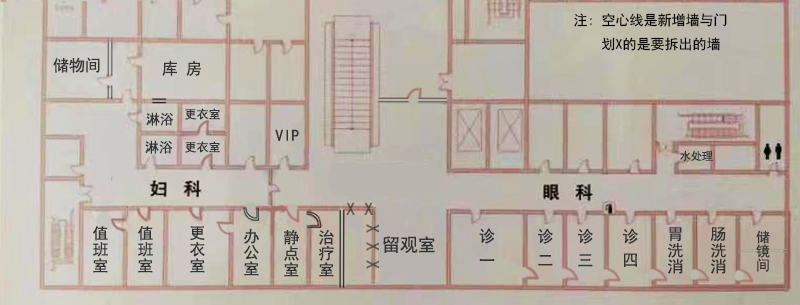 注：空心线是新增墙与门
划X的是要拆出的墙
储物间
库房
淋浴
更衣室
淋浴
更衣室
VIP
水处理
妇科
眼科
值班室
值班室
更衣室
办公室
静点室
治疗室
X X
X
X
X
留观室
诊一
诊二
诊三
诊四
胃洗消
肠洗消
储镜间